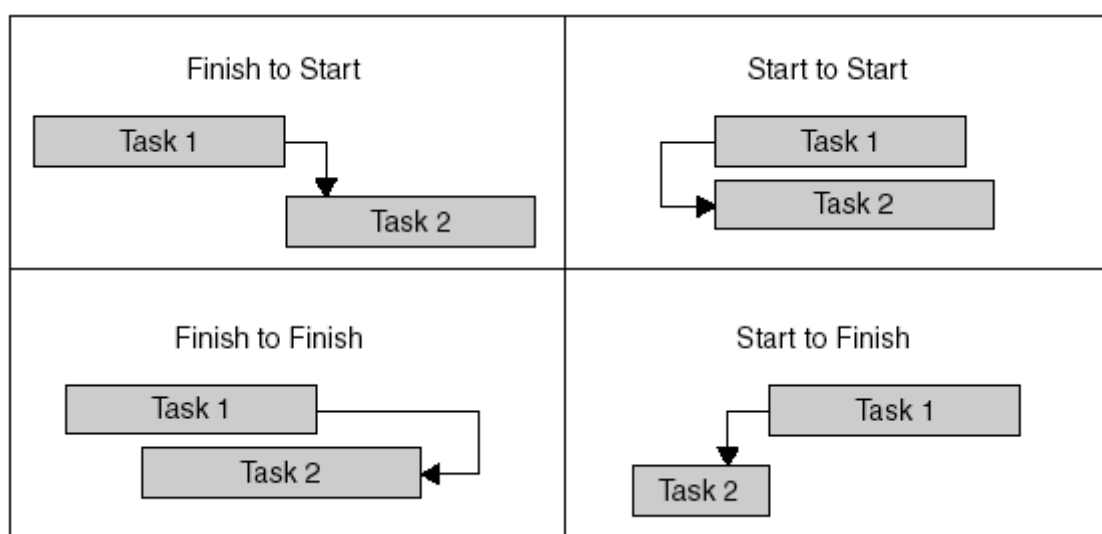 Finish to Start
Task 1
Task 2
Start to Start
Task 1
Task 2
Finish to Finish
Task 1
Task 2
Start to Finish
Task 1
Task 2